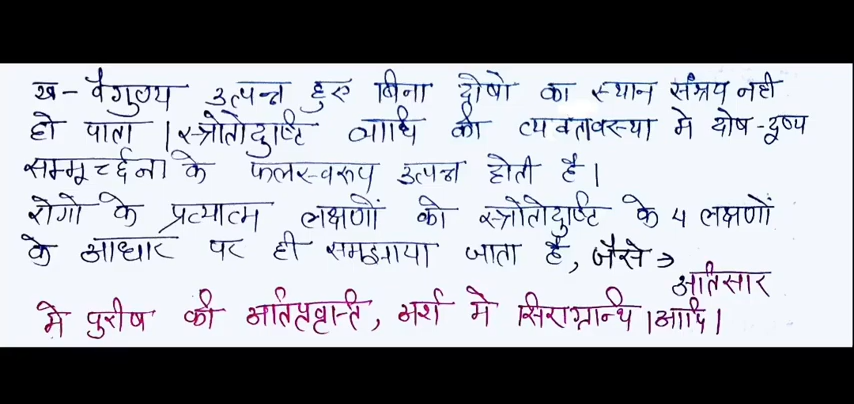 ख-वैगुण्य उत्पन्न हुए बिना दोषो का स्थान संश्रय नही
हो पाता | स्त्रोतोदुष्टि व्याधि की व्यक्तावस्था मे दोष-दूष्य
सम्मूर्च्छना के फलस्वरूप उत्पन्न होती है |
रोगो के प्रत्यात्म लक्षणों को स्त्रोतोदुष्टि के ५ लक्षणों
के आधार पर ही समझाया जाता है, जैसे ⇒
अतिसार
मे पुरीष की अतिप्रवृत्ति, अर्श मे सिराग्रन्थि | आदि |